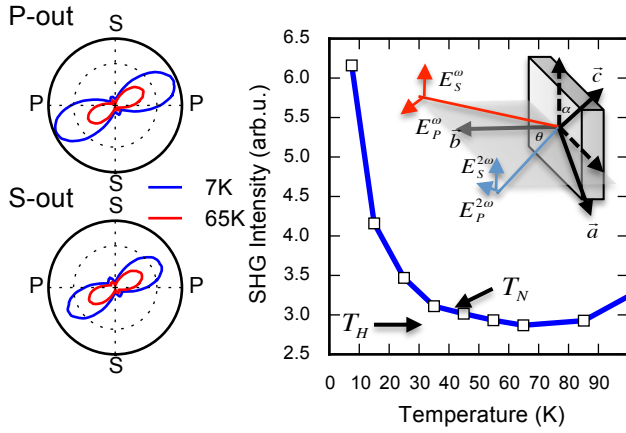 P-out
S
P P
S
7K
65K
S-out
S
P P
S
SHG Intensity (arb.u.)
6.5
6.0
5.5
5.0
4.5
4.0
3.5
3.0
2.5
0 10 20 30 40 50 60 70 80 90
Temperature (K)
E_S^ω
E_P^ω
b⃗
θ
α
c⃗
E_S^{2ω}
E_P^{2ω}
a⃗
T_N
T_H